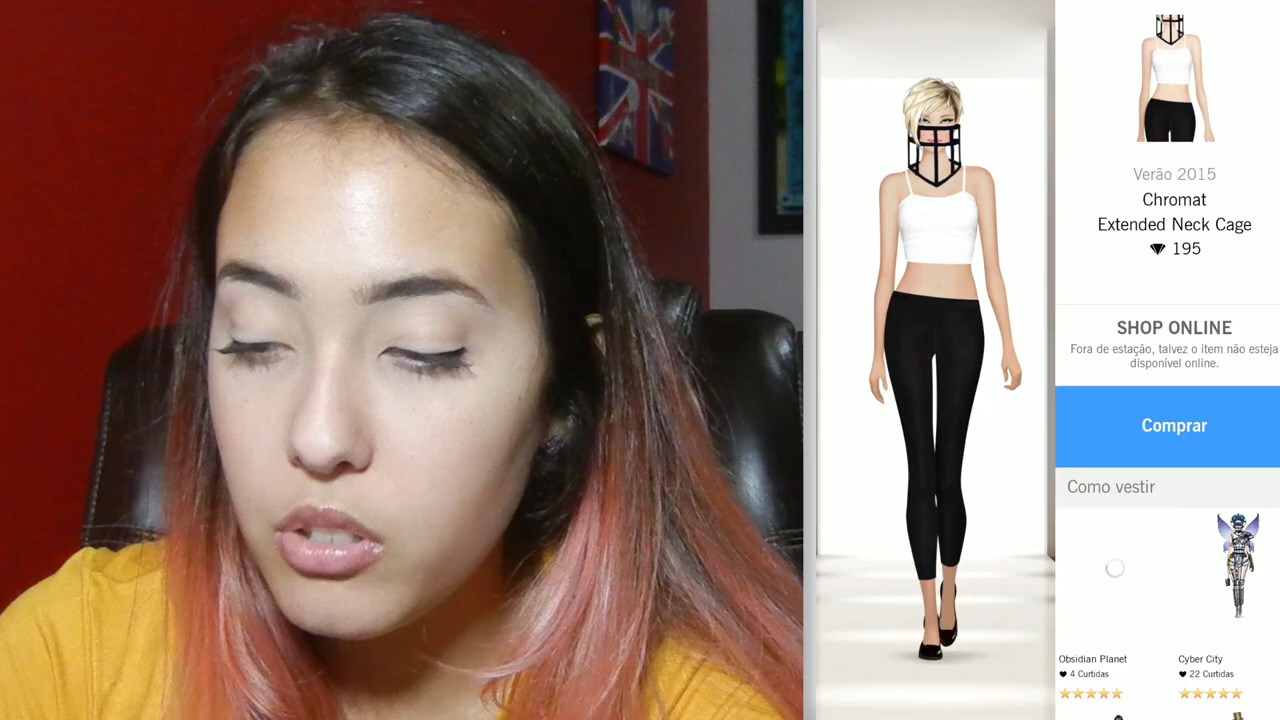 Verão 2015
Chromat
Extended Neck Cage
195
SHOP ONLINE
Fora de estação, talvez o item não esteja
disponível online.
Comprar
Como vestir
Obsidian Planet
4 Curtidas
Cyber City
22 Curtidas